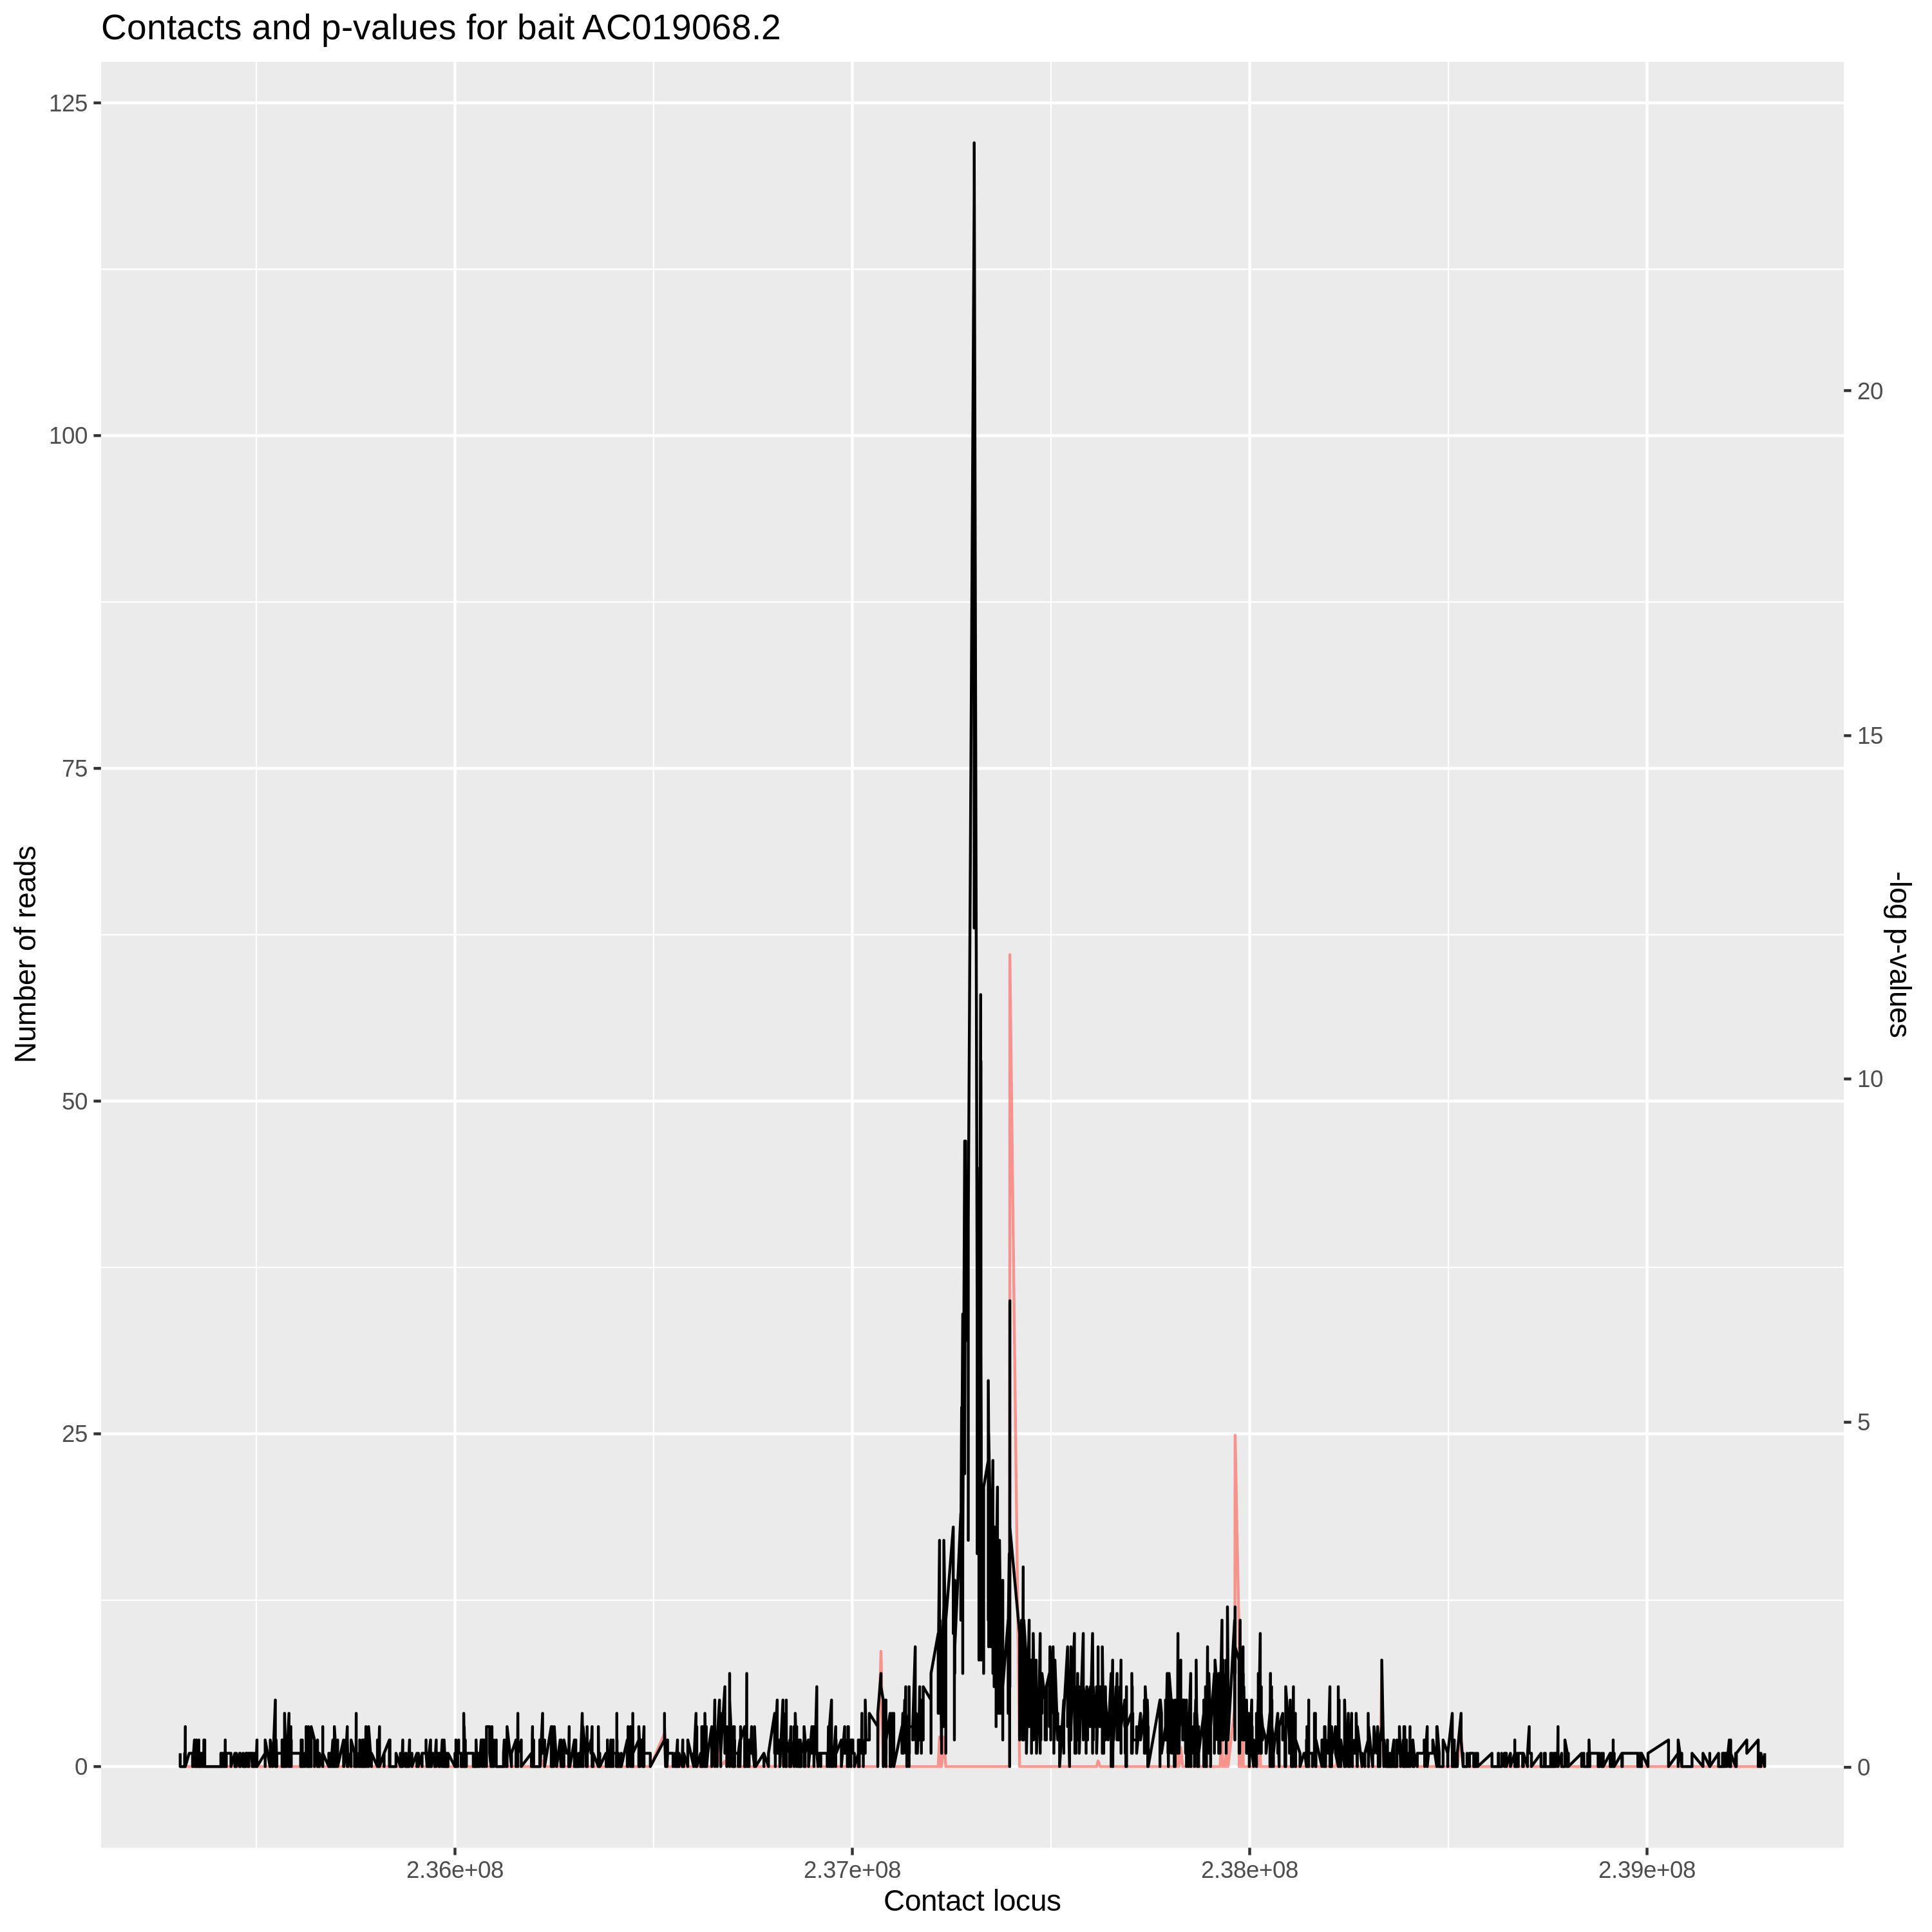 Contacts and p-values for bait AC019068.2
125
100
75
50
25
0
Number of reads
20
15
10
5
0
-log p-values
2.36e+08 2.37e+08 2.38e+08 2.39e+08
Contact locus